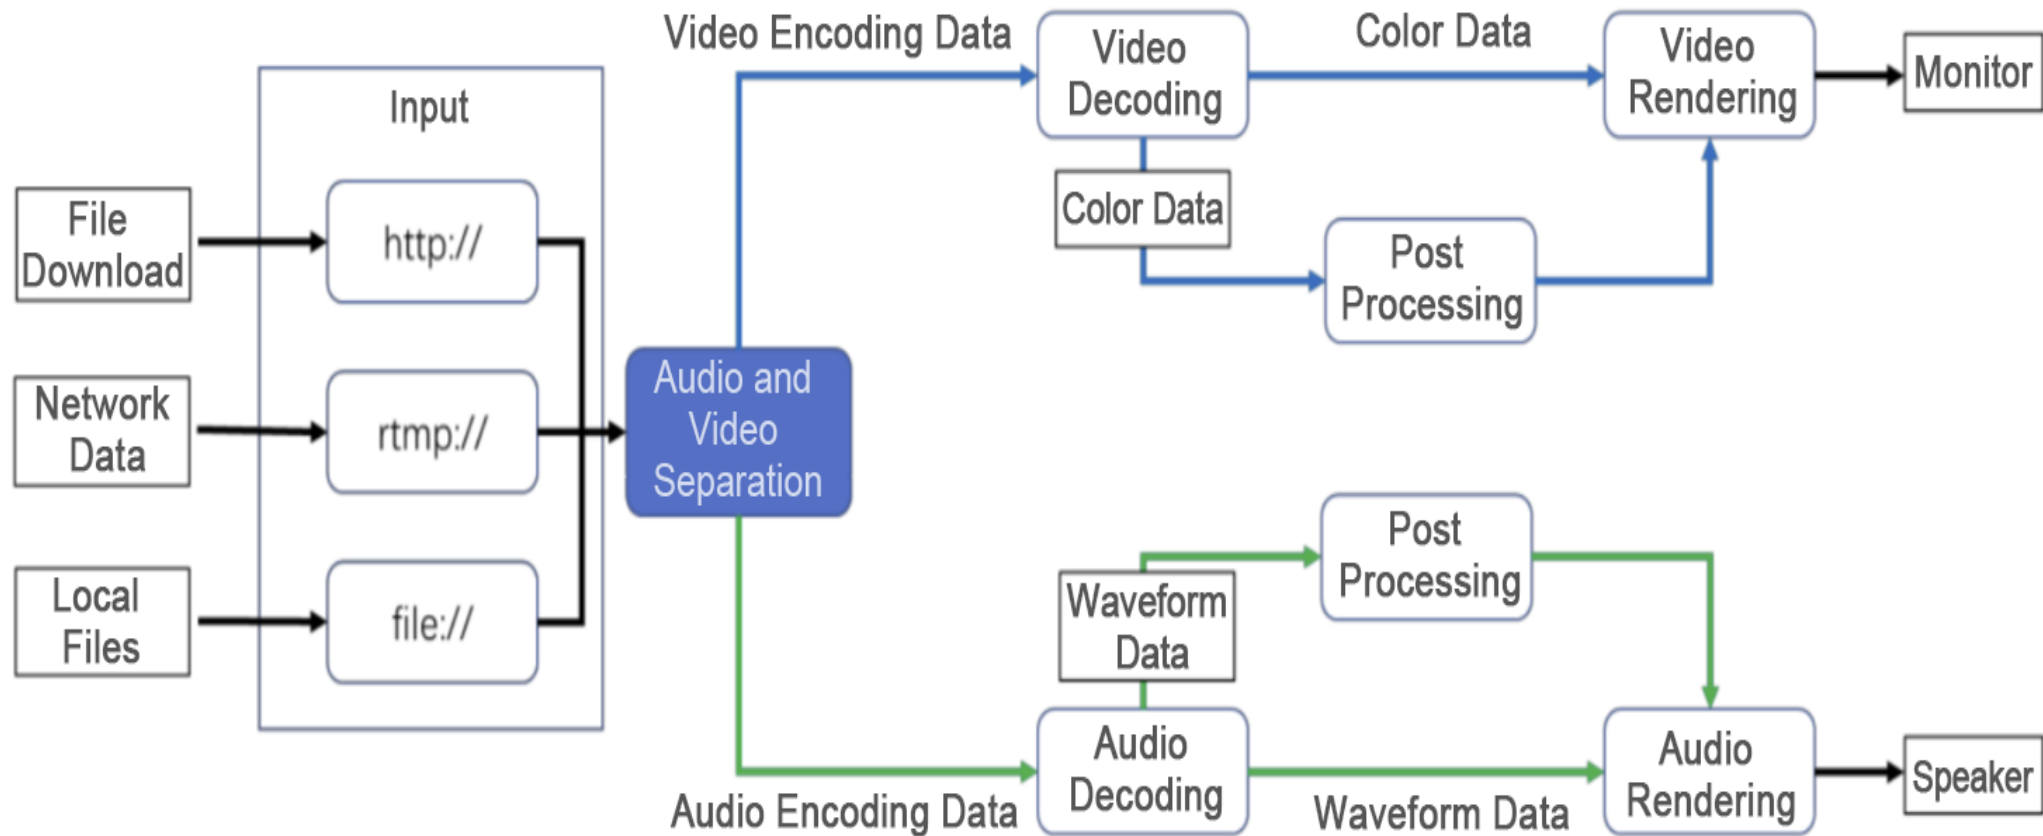 Input
File
Download
http://
Network
Data
rtmp://
Local
Files
file://
Audio and
Video
Separation
Video Encoding Data
Video
Decoding
Color Data
Video
Rendering
Monitor
Color Data
Post
Processing
Post
Processing
Waveform
Data
Audio Encoding Data
Audio
Decoding
Waveform Data
Audio
Rendering
Speaker